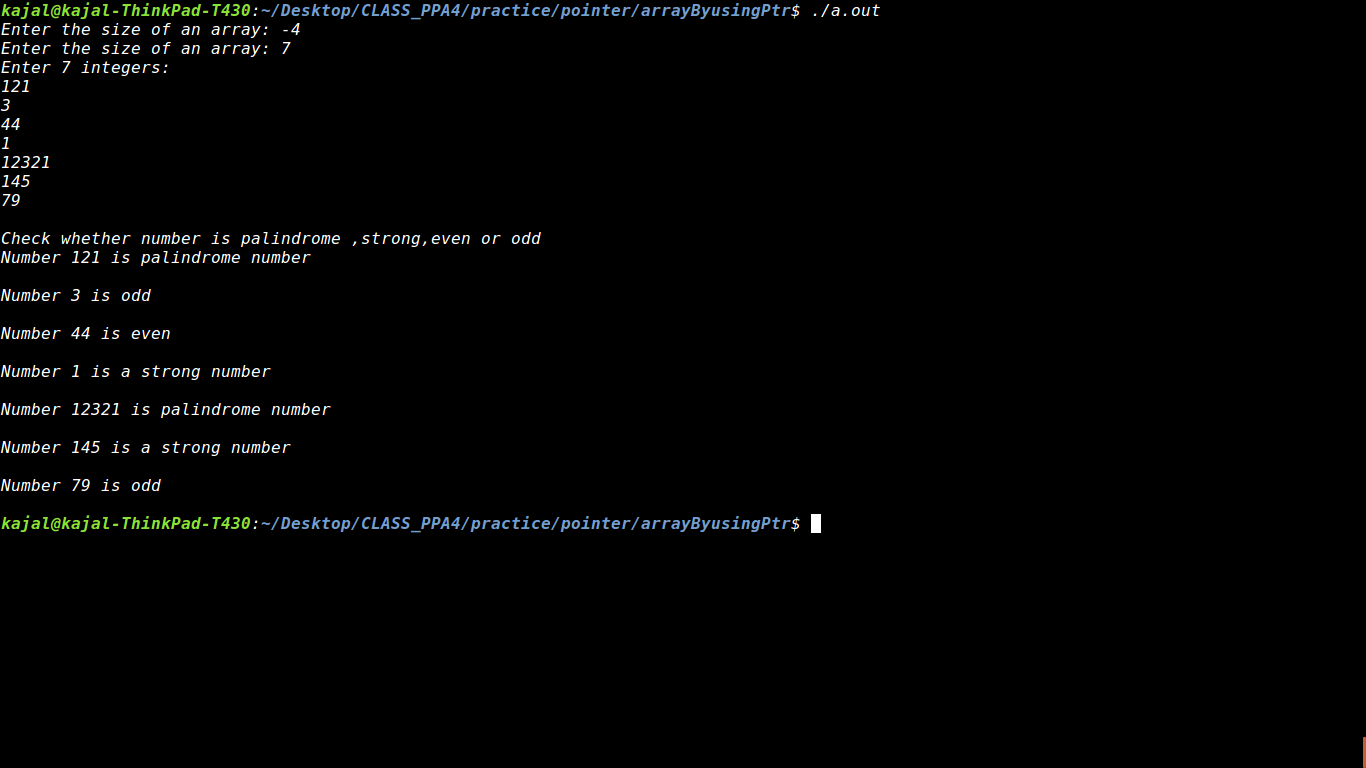 kajal@kajal-ThinkPad-T430:~/Desktop/CLASS_PPA4/practice/pointer/arrayByusingPtr$ ./a.out
Enter the size of an array: -4
Enter the size of an array: 7
Enter 7 integers:
121
3
44
1
12321
145
79
Check whether number is palindrome ,strong,even or odd
Number 121 is palindrome number
Number 3 is odd
Number 44 is even
Number 1 is a strong number
Number 12321 is palindrome number
Number 145 is a strong number
Number 79 is odd
kajal@kajal-ThinkPad-T430:~/Desktop/CLASS_PPA4/practice/pointer/arrayByusingPtr$